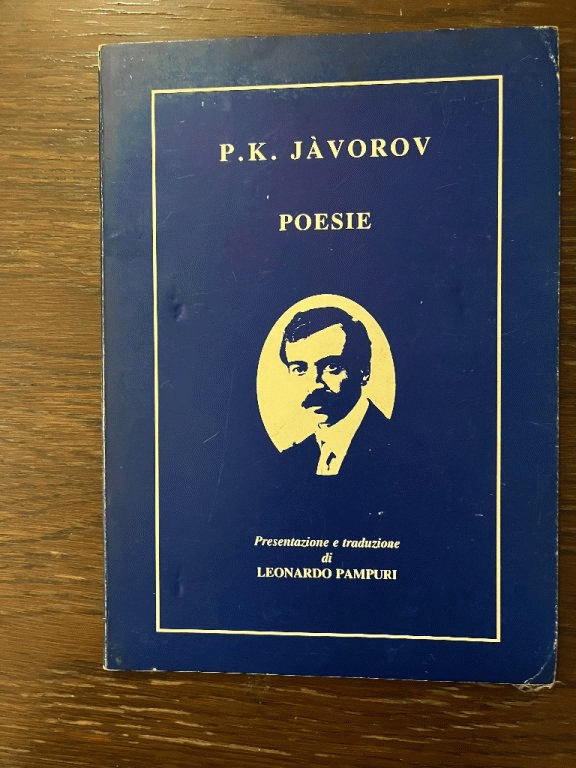 P.K. JÀVOROV
POESIE
Presentazione e traduzione
di
LEONARDO PAMPURI